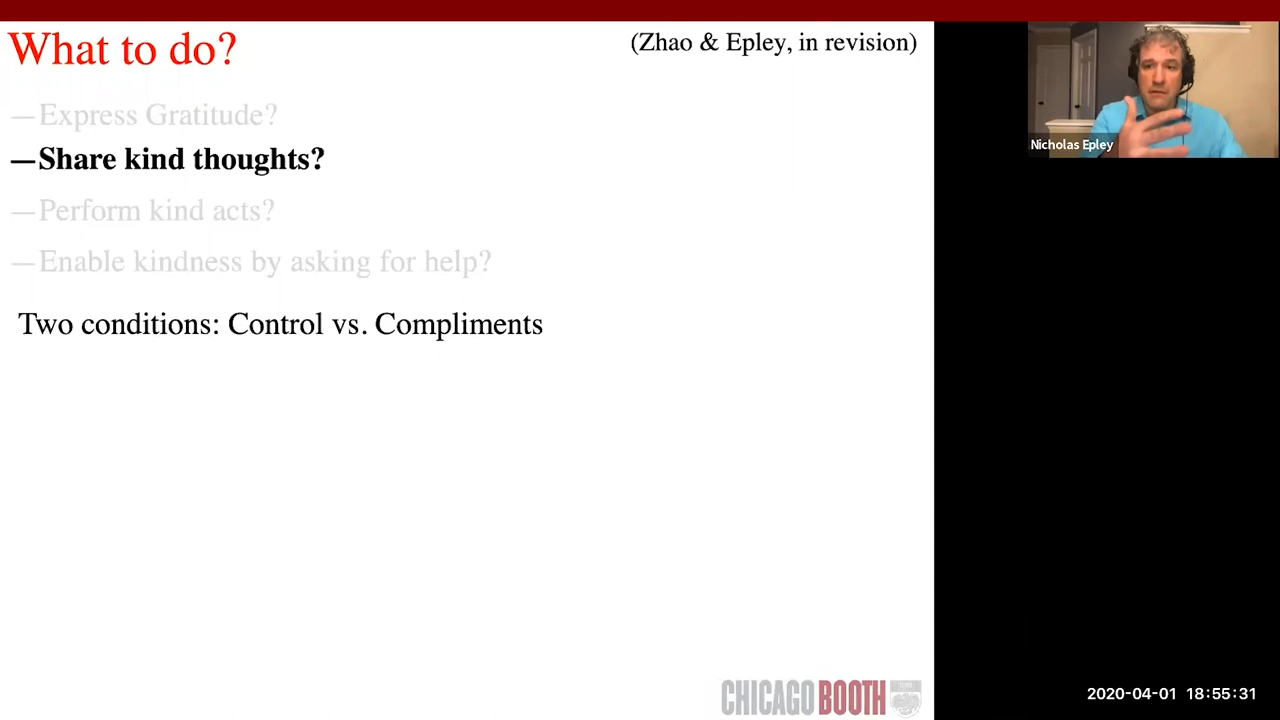 What to do?
(Zhao & Epley, in revision)
—Express Gratitude?
—Share kind thoughts?
—Perform kind acts?
—Enable kindness by asking for help?
Two conditions: Control vs. Compliments
CHICAGO BOOTH
Nicholas Epley
2020-04-01 18:55:31